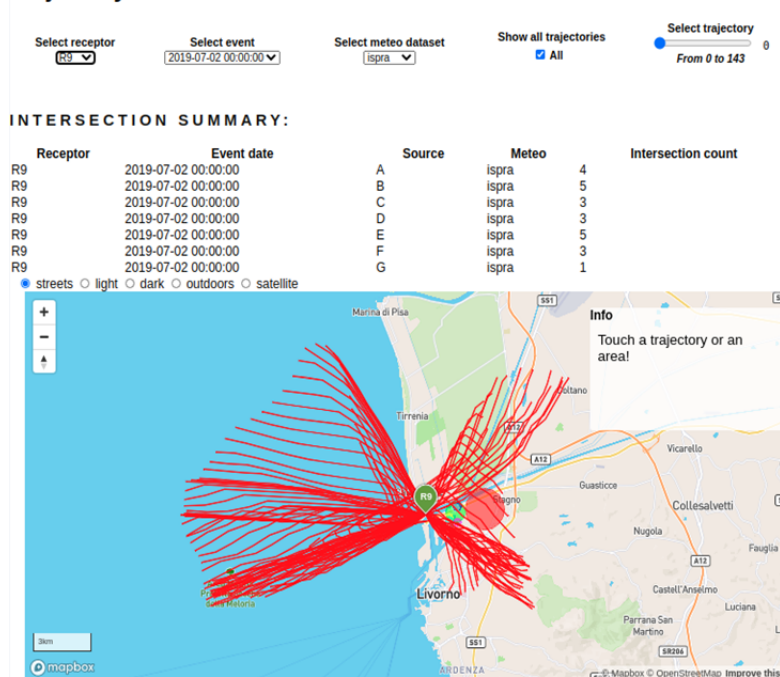 Select receptor
R9
Select event
2019-07-02 00:00:00
Select meteo dataset
ispra
Show all trajectories
All
Select trajectory
0
From 0 to 143
INTERSECTION SUMMARY:
Receptor Event date Source Meteo Intersection count
R9 2019-07-02 00:00:00 A ispra 4
R9 2019-07-02 00:00:00 B ispra 5
R9 2019-07-02 00:00:00 C ispra 3
R9 2019-07-02 00:00:00 D ispra 3
R9 2019-07-02 00:00:00 E ispra 5
R9 2019-07-02 00:00:00 F ispra 3
R9 2019-07-02 00:00:00 G ispra 1
streets light dark outdoors satellite
SS1
Marina di Pisa
Info
Touch a trajectory or an
area!
oltano
Tirrenia
A12
A12
Vicarello
Guasticce
R9
Stagno
Collesalvetti
Nugola
Fauglia
A12
Castell'Anselmo
Livorno
della Meloria
Luciana
Parrana San
Martino
3km
SS1
SR206
mapbox
ARDENZA
© Mapbox © OpenStreetMap Improve this